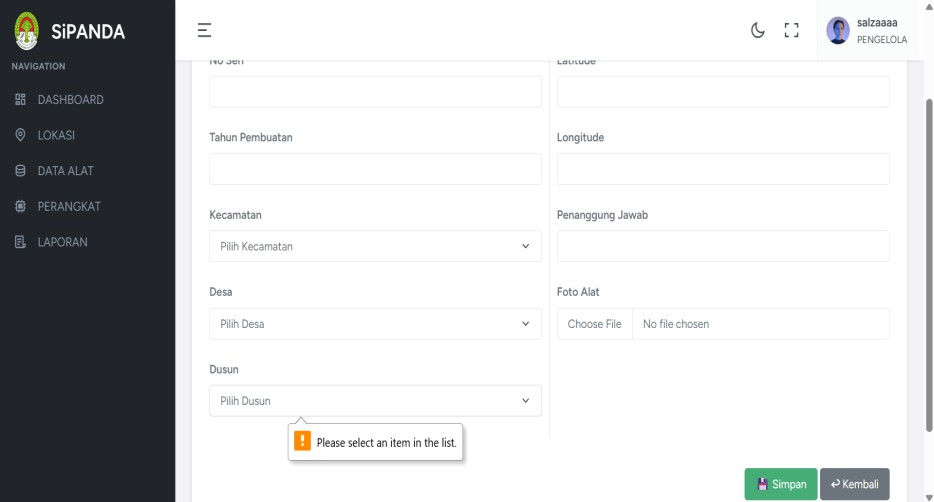 SiPANDA
salzaaaa
PENGELOLA
NAVIGATION
DASHBOARD
LOKASI
DATA ALAT
PERANGKAT
LAPORAN
No Seri
Latitude
Tahun Pembuatan
Longitude
Kecamatan
Pilih Kecamatan
Penanggung Jawab
Desa
Pilih Desa
Foto Alat
Choose File No file chosen
Dusun
Pilih Dusun
Please select an item in the list.
Simpan
Kembali